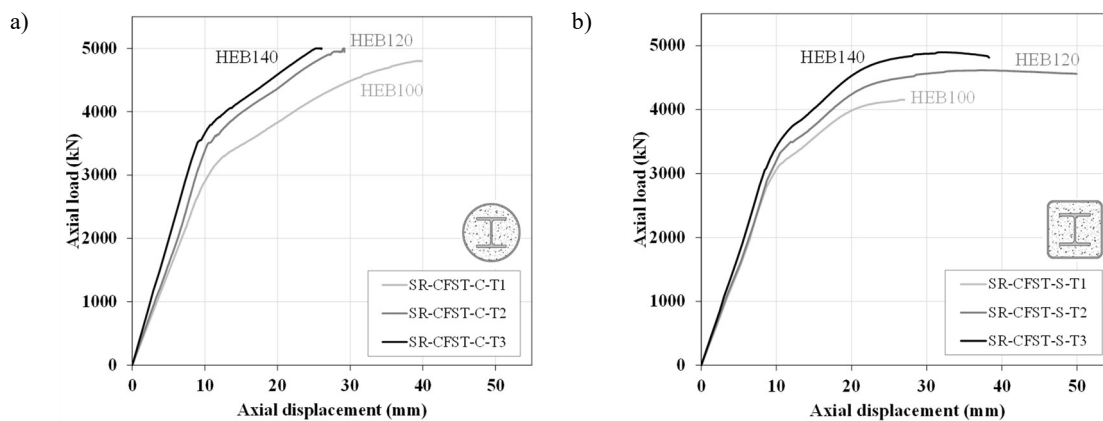 a)
5000
4000
3000
2000
1000
0
Axial load (kN)
HEB140
HEB120
HEB100
SR-CFST-C-T1
SR-CFST-C-T2
SR-CFST-C-T3
0 10 20 30 40 50
Axial displacement (mm)
b)
5000
4000
3000
2000
1000
0
Axial load (kN)
HEB140
HEB120
HEB100
SR-CFST-S-T1
SR-CFST-S-T2
SR-CFST-S-T3
0 10 20 30 40 50
Axial displacement (mm)